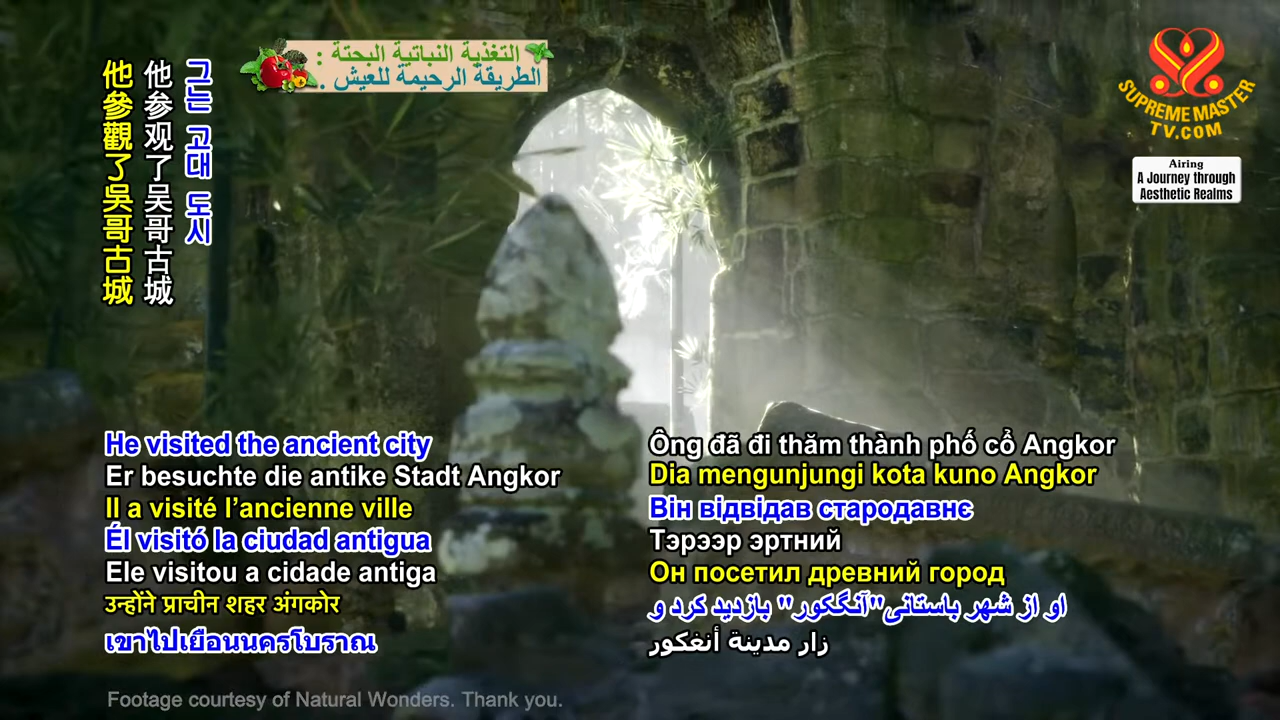 التغذية النباتية البحتة :
الطريقة الرحيمة للعيش .
SUPREME MASTER
TV.COM
Airing
A Journey through
Aesthetic Realms
他參觀了吳哥古城
他参观了吴哥古城
그는 고대 도시
He visited the ancient city
Er besuchte die antike Stadt Angkor
Il a visité l’ancienne ville
Él visitó la ciudad antigua
Ele visitou a cidade antiga
उन्होंने प्राचीन शहर अंगकोर
เขาไปเยือนนครโบราณ
Ông đã đi thăm thành phố cổ Angkor
Dia mengunjungi kota kuno Angkor
Він відвідав стародавнє
Тэрээр эртний
Он посетил древний город
او از شهر باستانی"آنگکور" بازدید کرد و
زار مدينة أنغكور
Footage courtesy of Natural Wonders. Thank you.